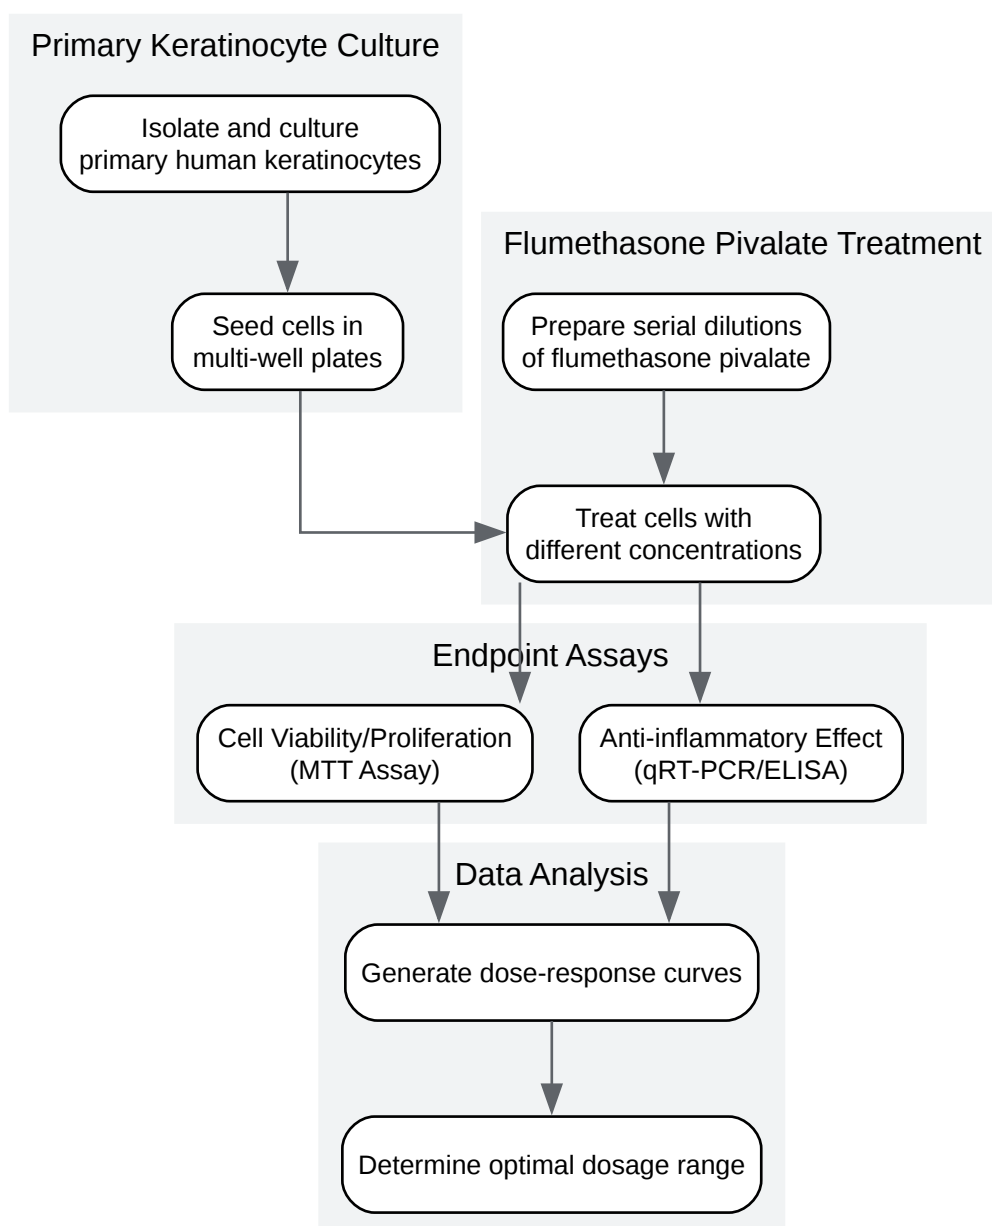 Primary Keratinocyte Culture
Isolate and culture
primary human keratinocytes
Flumethasone Pivalate Treatment
Seed cells in
multi-well plates
Prepare serial dilutions
of flumethasone pivalate
Treat cells with
different concentrations
Endpoint Assays
Cell Viability/Proliferation
(MTT Assay)
Anti-inflammatory Effect
(qRT-PCR/ELISA)
Data Analysis
Generate dose-response curves
Determine optimal dosage range